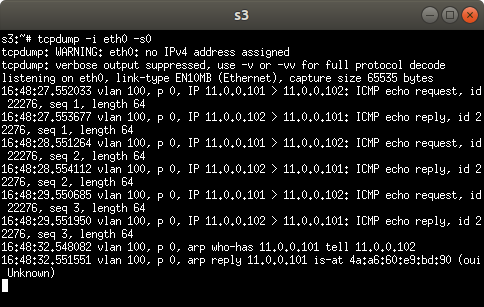 s3
s3:~# tcpdump -i eth0 -s0
tcpdump: WARNING: eth0: no IPv4 address assigned
tcpdump: verbose output suppressed, use -v or -vv for full protocol decode
listening on eth0, link-type EN10MB (Ethernet), capture size 65535 bytes
16:48:27.552033 vlan 100, p 0, IP 11.0.0.101 > 11.0.0.102: ICMP echo request, id
 22276, seq 1, length 64
16:48:27.553677 vlan 100, p 0, IP 11.0.0.102 > 11.0.0.101: ICMP echo reply, id 2
2276, seq 1, length 64
16:48:28.551264 vlan 100, p 0, IP 11.0.0.101 > 11.0.0.102: ICMP echo request, id
 22276, seq 2, length 64
16:48:28.554112 vlan 100, p 0, IP 11.0.0.102 > 11.0.0.101: ICMP echo reply, id 2
2276, seq 2, length 64
16:48:29.550685 vlan 100, p 0, IP 11.0.0.101 > 11.0.0.102: ICMP echo request, id
 22276, seq 3, length 64
16:48:29.551950 vlan 100, p 0, IP 11.0.0.102 > 11.0.0.101: ICMP echo reply, id 2
2276, seq 3, length 64
16:48:32.548082 vlan 100, p 0, arp who-has 11.0.0.101 tell 11.0.0.102
16:48:32.551551 vlan 100, p 0, arp reply 11.0.0.101 is-at 4a:a6:60:e9:bd:90 (oui
 Unknown)